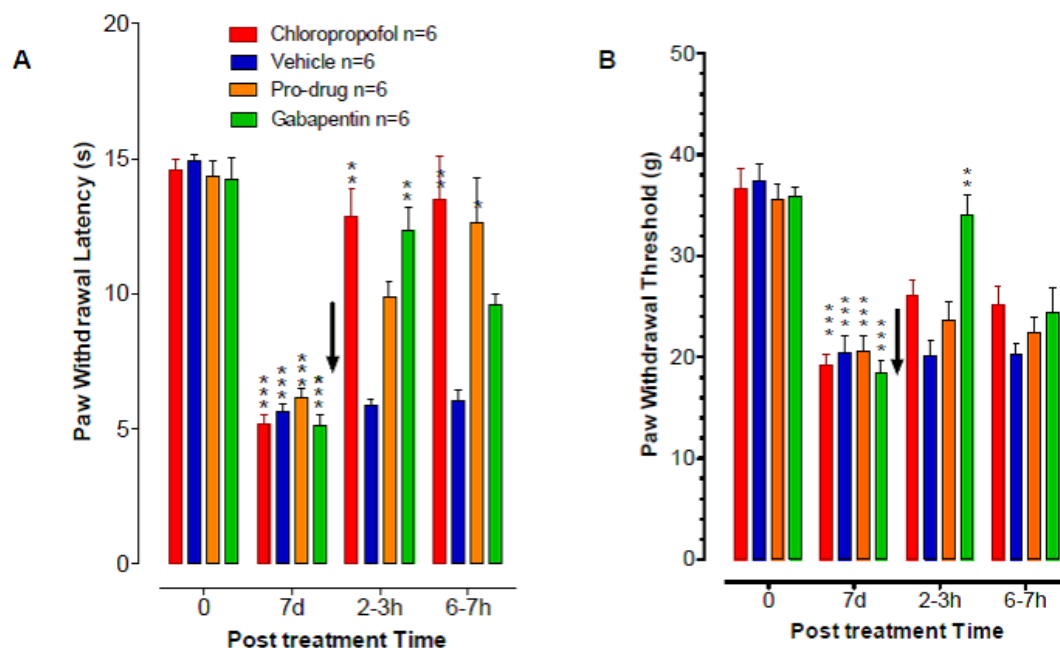 A
Paw Withdrawal Latency (s)
20
15
10
5
0
Chloropropofol n=6
Vehicle n=6
Pro-drug n=6
Gabapentin n=6
***
***
***
***
**
**
**
*
0 7d 2-3h 6-7h
Post treatment Time
B
Paw Withdrawal Threshold (g)
50
40
30
20
10
0
***
***
***
***
**
0 7d 2-3h 6-7h
Post treatment Time